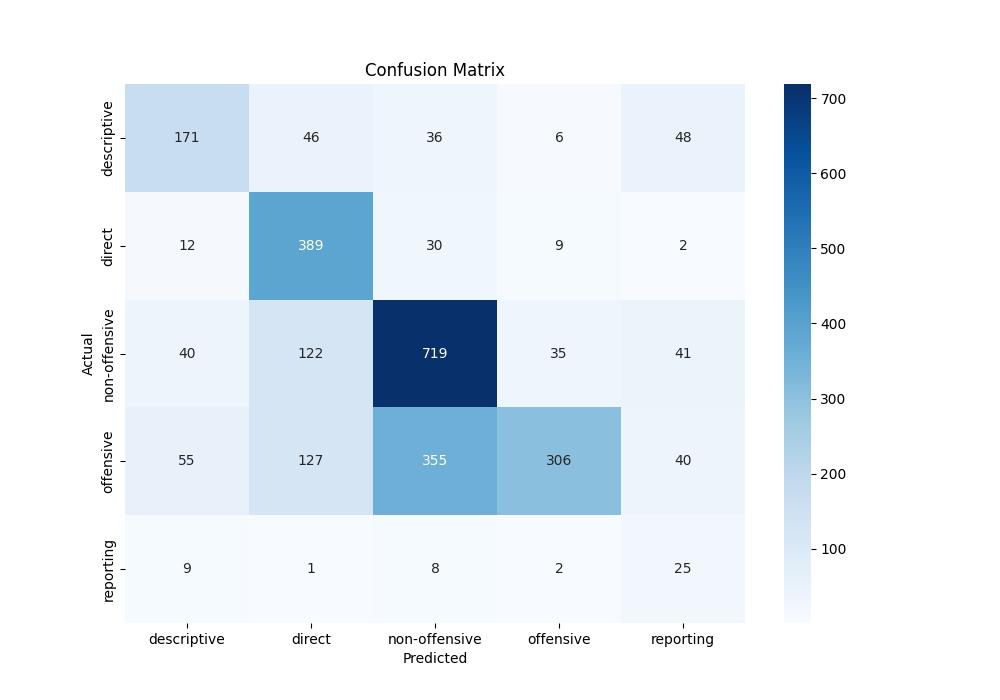 Confusion Matrix
Actual
descriptive 171 46 36 6 48
direct 12 389 30 9 2
non-offensive 40 122 719 35 41
offensive 55 127 355 306 40
reporting 9 1 8 2 25
descriptive direct non-offensive offensive reporting
Predicted
700
600
500
400
300
200
100